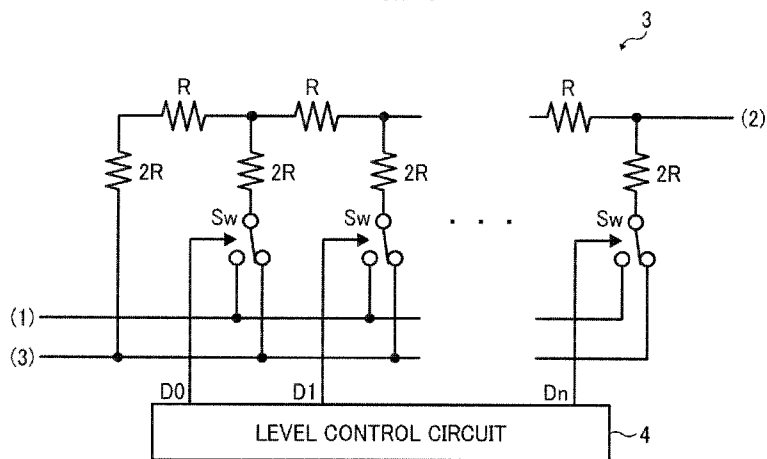 3
R
R
R
(2)
2R
2R
2R
2R
Sw
Sw
. . .
Sw
(1)
(3)
D0
D1
Dn
LEVEL CONTROL CIRCUIT
4